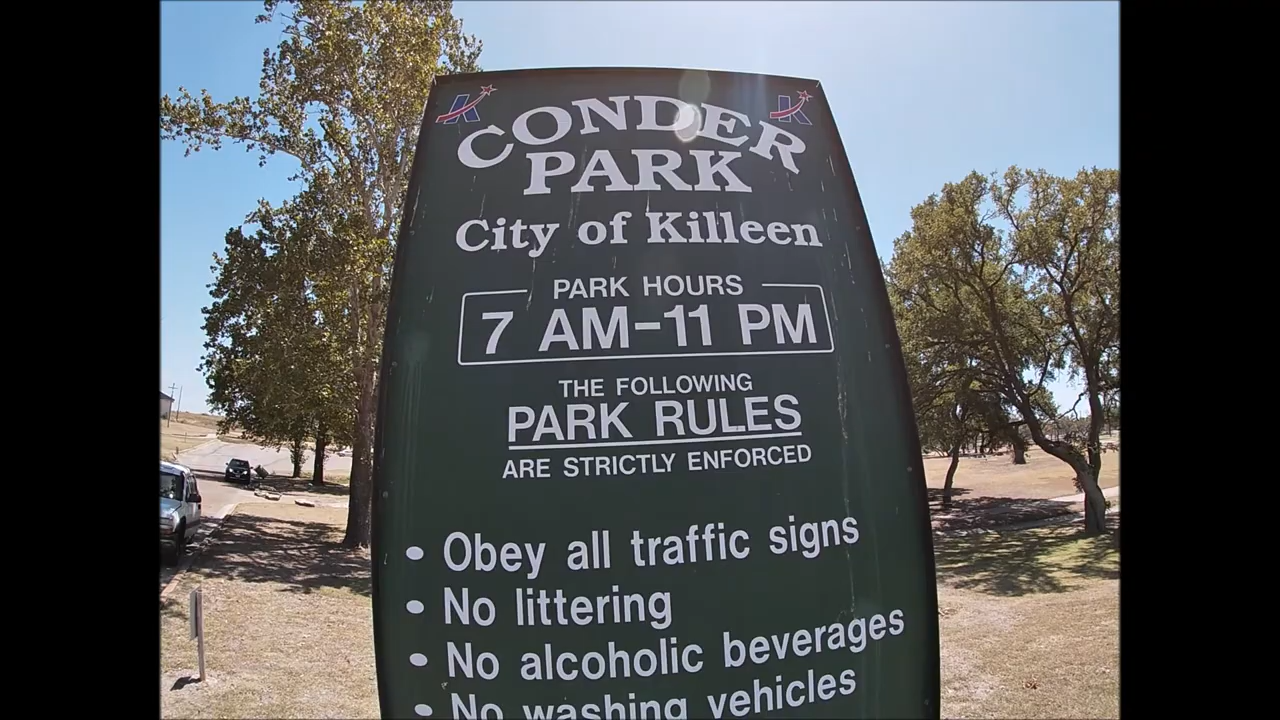 CONDER
PARK
City of Killeen
PARK HOURS
7 AM-11 PM
THE FOLLOWING
PARK RULES
ARE STRICTLY ENFORCED
• Obey all traffic signs
• No littering
• No alcoholic beverages
• No washing vehicles